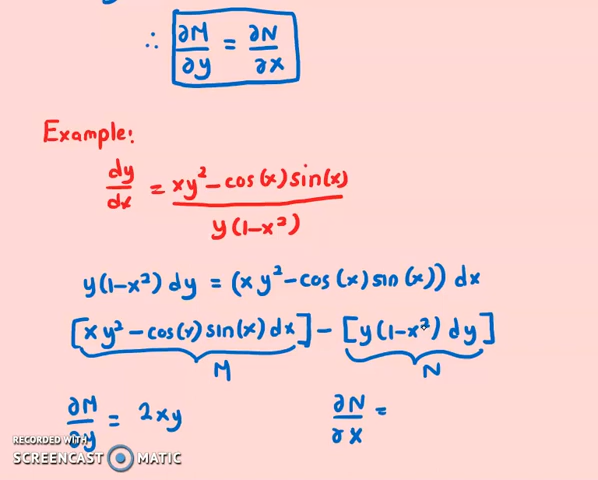 ∴ ∂M/∂y = ∂N/∂x
Example:
dy/dx = xy² - cos(x) sin(x) / y(1-x²)
y(1-x²) dy = (xy² - cos(x) sin(x)) dx
[xy² - cos(x) sin(x) dx] - [y(1-x²) dy]
M N
∂M/∂y = 2xy ∂N/∂x =
RECORDED WITH
SCREENCAST MATIC